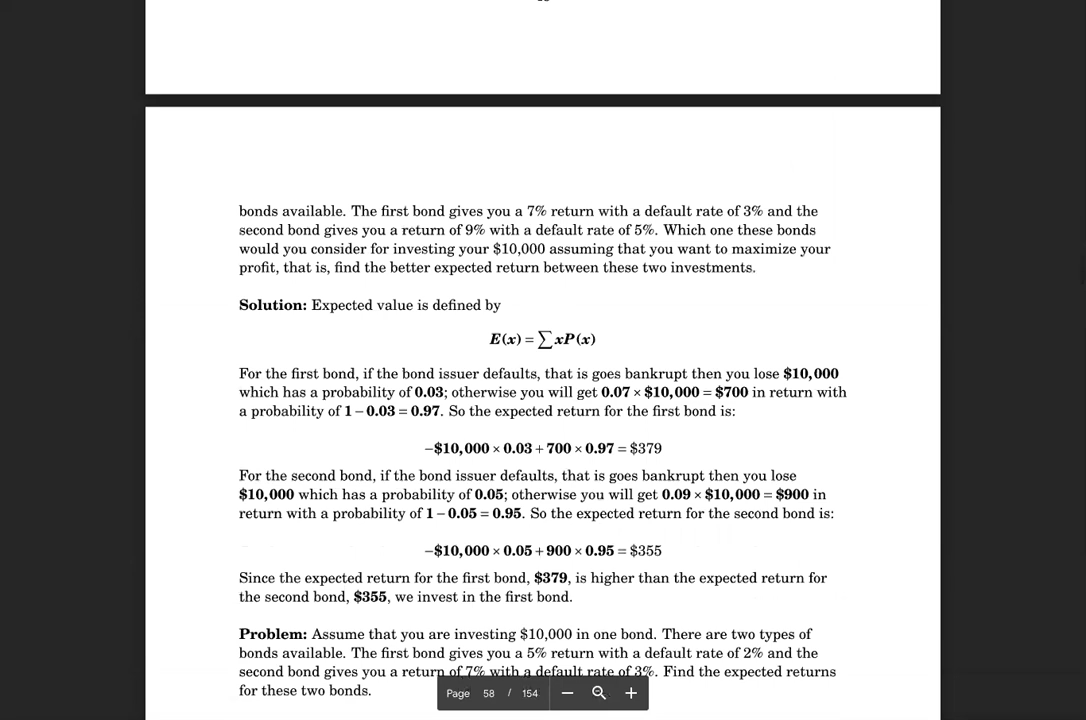 bonds available. The first bond gives you a 7% return with a default rate of 3% and the
second bond gives you a return of 9% with a default rate of 5%. Which one these bonds
would you consider for investing your $10,000 assuming that you want to maximize your
profit, that is, find the better expected return between these two investments.
Solution: Expected value is defined by
E(x) = ∑xP(x)
For the first bond, if the bond issuer defaults, that is goes bankrupt then you lose $10,000
which has a probability of 0.03; otherwise you will get 0.07 × $10,000 = $700 in return with
a probability of 1 − 0.03 = 0.97. So the expected return for the first bond is:
−$10,000 × 0.03 + 700 × 0.97 = $379
For the second bond, if the bond issuer defaults, that is goes bankrupt then you lose
$10,000 which has a probability of 0.05; otherwise you will get 0.09 × $10,000 = $900 in
return with a probability of 1 − 0.05 = 0.95. So the expected return for the second bond is:
−$10,000 × 0.05 + 900 × 0.95 = $355
Since the expected return for the first bond, $379, is higher than the expected return for
the second bond, $355, we invest in the first bond.
Problem: Assume that you are investing $10,000 in one bond. There are two types of
bonds available. The first bond gives you a 5% return with a default rate of 2% and the
second bond gives you a return of 7% with a default rate of 3%. Find the expected returns
for these two bonds.
Page 58 / 154